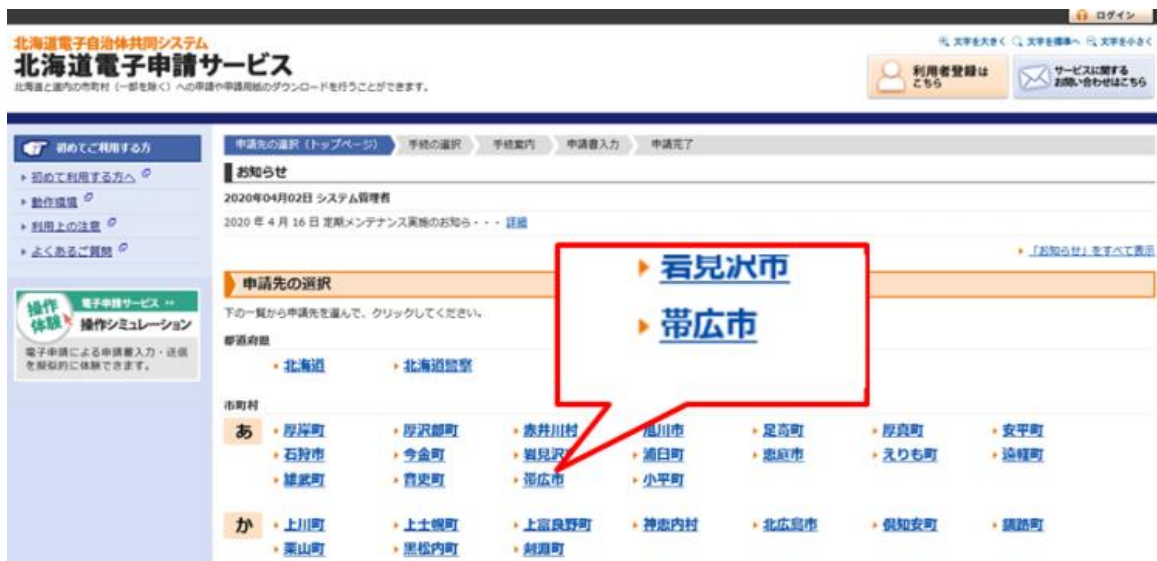 ログイン
北海道電子自治体共同システム
北海道電子申請サービス
北海道と道内の市町村（一部を除く）への申請や申請用紙のダウンロードを行うことができます。
文字を大きく 文字を標準へ 文字を小さく
利用者登録は
こちら
サービスに関する
お問い合わせはこちら
初めてご利用する方
初めて利用する方へ
動作環境
利用上の注意
よくあるご質問
操作
体験
電子申請サービス
操作シミュレーション
電子申請による申請書入力・送信
を擬似的に体験できます。
申請先の選択（トップページ） 手続の選択 手続案内 申請書入力 申請完了
お知らせ
2020年04月02日 システム管理者
2020 年 4 月 16 日 定期メンテナンス実施のお知ら・・・ 詳細
「お知らせ」をすべて表示
申請先の選択
下の一覧から申請先を選んで、クリックしてください。
岩見沢市
帯広市
都道府県
北海道 北海道警察
市町村
あ 厚岸町 厚沢部町 赤井川村 旭川市 足寄町 厚真町 安平町
石狩市 今金町 岩見沢 浦臼町 恵庭市 えりも町 遠軽町
雄武町 音更町 帯広市 小平町
か 上川町 上士幌町 上富良野町 神恵内村 北広島市 倶知安町 釧路町
栗山町 黒松内町 剣淵町